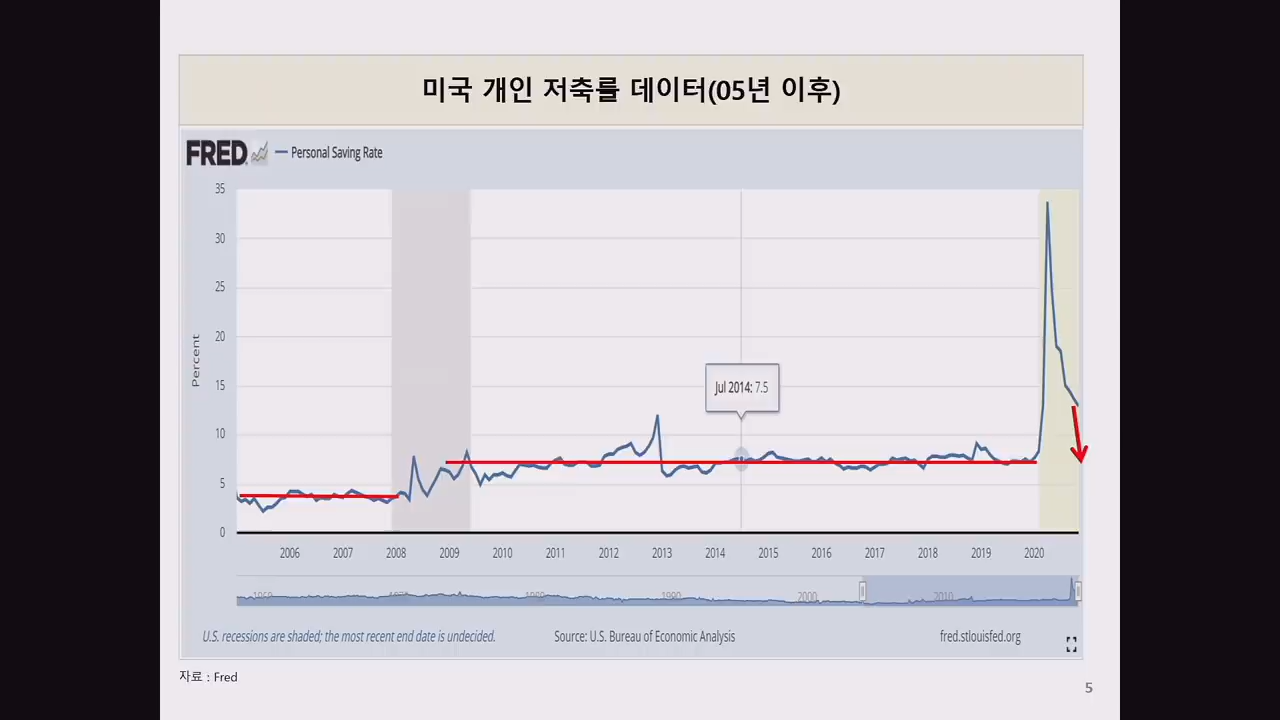 미국 개인 저축률 데이터(05년 이후)
FRED
Personal Saving Rate
35
30
25
20
15
10
5
0
Percent
Jul 2014: 7.5
2006 2007 2008 2009 2010 2011 2012 2013 2014 2015 2016 2017 2018 2019 2020
1960 1970 1980 1990 2000 2010
U.S. recessions are shaded; the most recent end date is undecided. Source: U.S. Bureau of Economic Analysis fred.stlouisfed.org
자료 : Fred
5